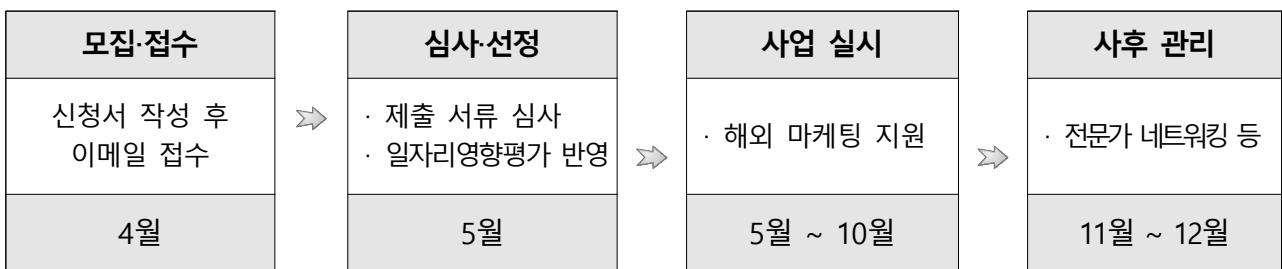 모집·접수
신청서 작성 후
이메일 접수
4월
심사·선정
· 제출 서류 심사
· 일자리영향평가 반영
5월
사업 실시
· 해외 마케팅 지원
5월 ~ 10월
사후 관리
· 전문가 네트워킹 등
11월 ~ 12월